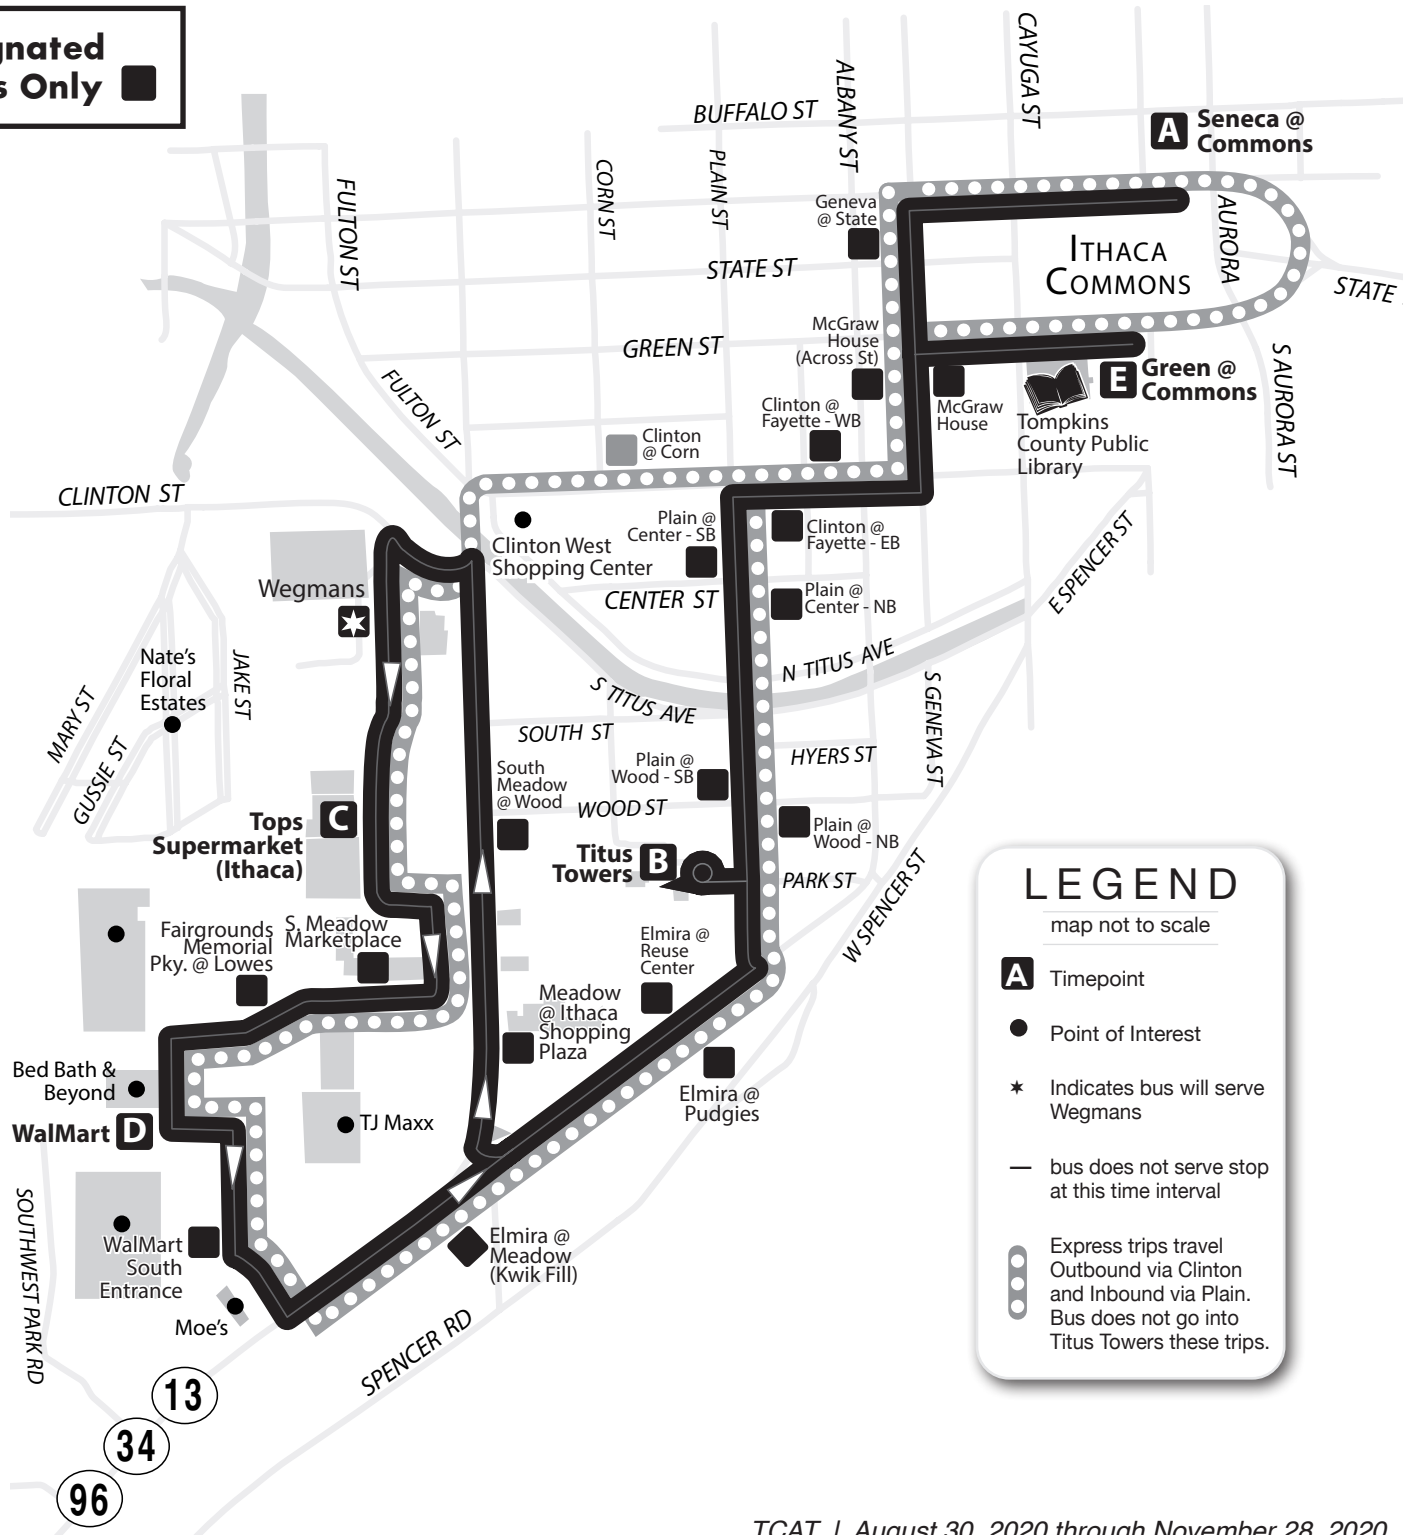 gnated
s Only
BUFFALO ST
ALBANY ST
CAYUGA ST
A
Seneca @
Commons
FULTON ST
CORN ST
PLAIN ST
Geneva
@ State
AURORA
ITHACA
COMMONS
STATE ST
STATE
GREEN ST
McGraw
House
(Across St)
FULTON ST
E
Green @
Commons
S AURORA ST
McGraw
House
Tompkins
County Public
Library
Clinton @
Fayette - WB
Clinton
@ Corn
CLINTON ST
Clinton West
Shopping Center
Plain @
Center - SB
Clinton @
Fayette - EB
E SPENCER ST
Wegmans
CENTER ST
Plain @
Center - NB
Nate's
Floral
Estates
JAKE ST
MARY ST
GUSSIE ST
S TITUS AVE
N TITUS AVE
S GENEVA ST
SOUTH ST
HYERS ST
South
Meadow
@ Wood
Plain @
Wood - SB
WOOD ST
Tops
Supermarket
(Ithaca)
C
Titus
Towers
B
Plain @
Wood - NB
PARK ST
W SPENCER ST
Fairgrounds
Memorial
Pky. @ Lowes
S. Meadow
Marketplace
Elmira @
Reuse
Center
Meadow
@ Ithaca
Shopping
Plaza
Bed Bath &
Beyond
WalMart
D
TJ Maxx
Elmira @
Pudgies
SOUTHWEST PARK RD
WalMart
South
Entrance
Moe's
Elmira @
Meadow
(Kwik Fill)
SPENCER RD
13
34
96
LEGEND
map not to scale
A
Timepoint
Point of Interest
Indicates bus will serve
Wegmans
— bus does not serve stop
at this time interval
Express trips travel
Outbound via Clinton
and Inbound via Plain.
Bus does not go into
Titus Towers these trips.
TCAT | August 30, 2020 through November 28, 2020